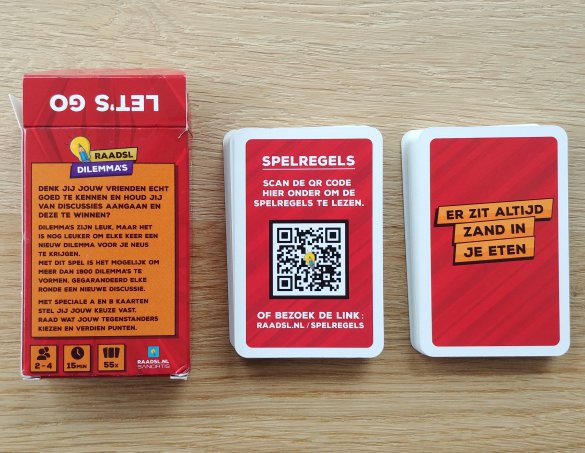 LET'S GO
RAADSL
DILEMMA'S
DENK JIJ JOUW VRIENDEN ECHT
GOED TE KENNEN EN HOUD JIJ
VAN DISCUSSIES AANGAAN EN
DEZE TE WINNEN?
DILEMMA'S ZIJN LEUK, MAAR HET
IS NOG LEUKER OM ELKE KEER EEN
NIEUW DILEMMA VOOR JE NEUS
TE KRIJGEN.
MET DIT SPEL IS HET MOGELIJK OM
MEER DAN 1800 DILEMMA'S TE
VORMEN, GEGARANDEERD ELKE
RONDE EEN NIEUWE DISCUSSIE.
MET SPECIALE A EN B KAARTEN
STEL JIJ JOUW KEUZE VAST.
RAAD WAT JOUW TEGENSTANDERS
KIEZEN EN VERDIEN PUNTEN.
2-4
15MIN
55X
RAADSL.NL
SANORTIS
SPELREGELS
SCAN DE QR CODE
HIER ONDER OM DE
SPELREGELS TE LEZEN.
OF BEZOEK DE LINK:
RAADSL.NL/SPELREGELS
ER ZIT ALTIJD
ZAND IN
JE ETEN